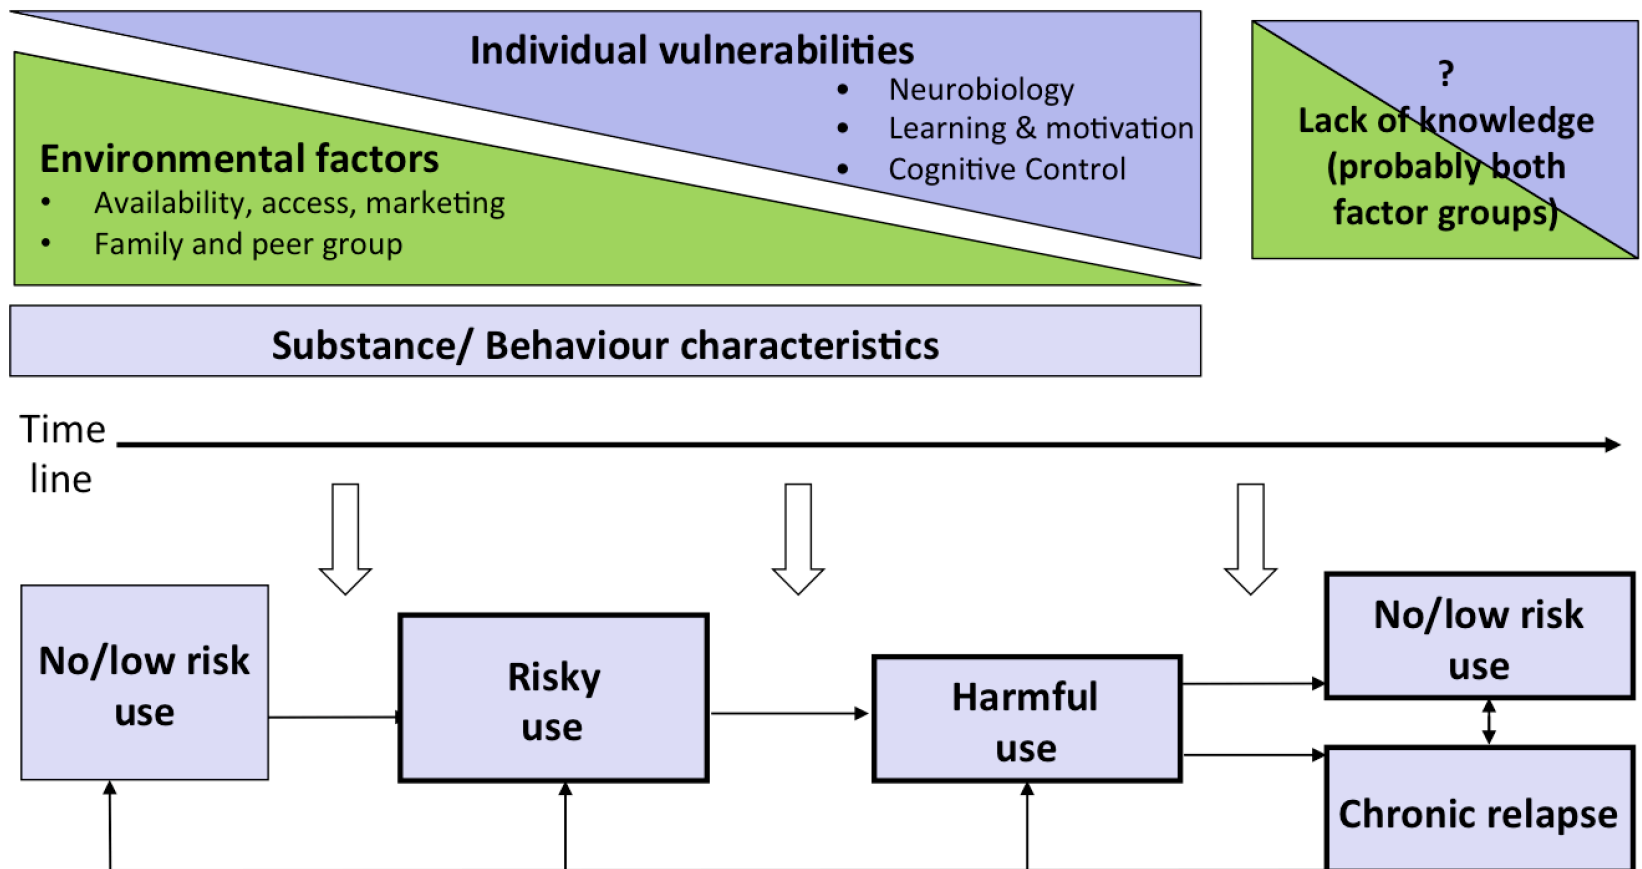 Individual vulnerabilities
• Neurobiology
• Learning & motivation
• Cognitive Control
Environmental factors
• Availability, access, marketing
• Family and peer group
?
Lack of knowledge
(probably both
factor groups)
Substance/ Behaviour characteristics
Time
line
No/low risk
use
Risky
use
Harmful
use
No/low risk
use
Chronic relapse